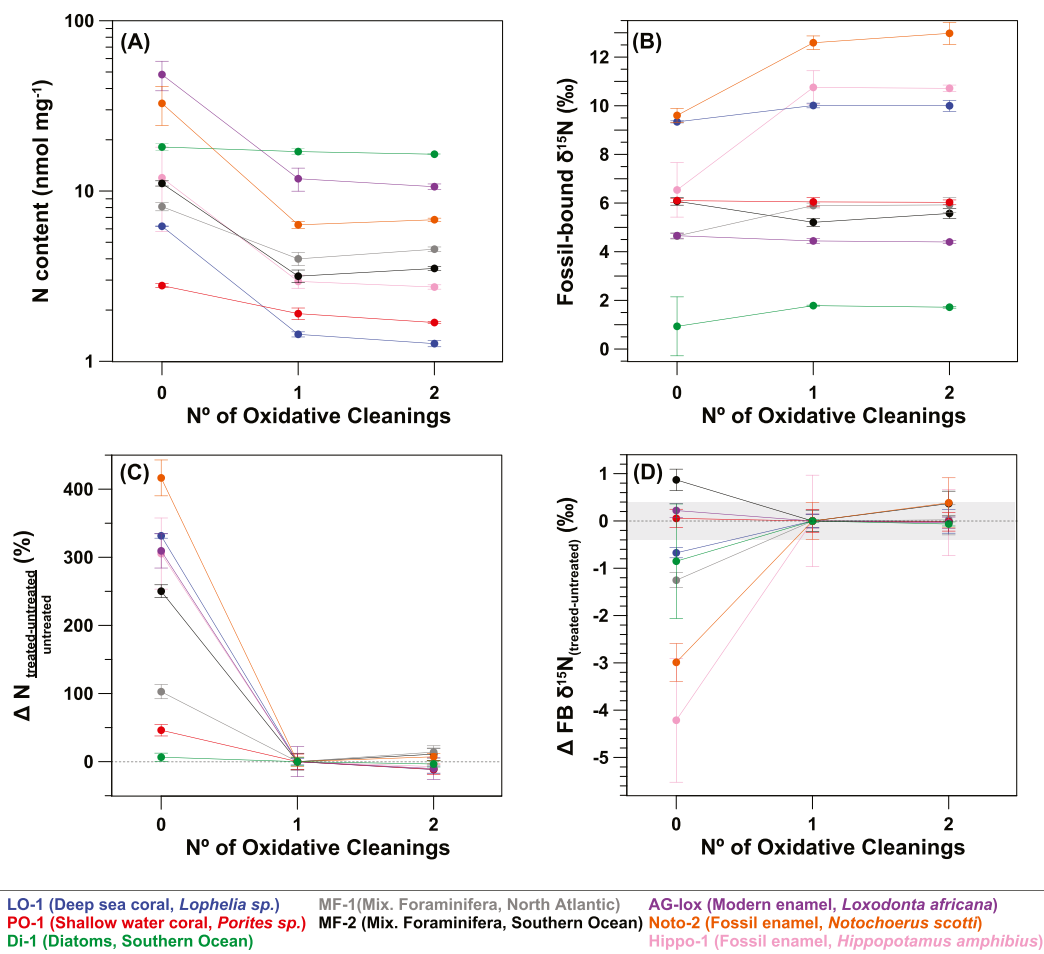 (A)
N content (nmol mg-1)
100
10
1
0 1 2
Nº of Oxidative Cleanings
(B)
Fossil-bound δ15N (‰)
12
10
8
6
4
2
0
0 1 2
Nº of Oxidative Cleanings
(C)
Δ N treated-untreated (%)
untreated
400
300
200
100
0
0 1 2
Nº of Oxidative Cleanings
(D)
Δ FB δ15N(treated-untreated) (‰)
1
0
-1
-2
-3
-4
-5
0 1 2
Nº of Oxidative Cleanings
LO-1 (Deep sea coral, Lophelia sp.)
PO-1 (Shallow water coral, Porites sp.)
Di-1 (Diatoms, Southern Ocean)
MF-1(Mix. Foraminifera, North Atlantic)
MF-2 (Mix. Foraminifera, Southern Ocean)
AG-lox (Modern enamel, Loxodonta africana)
Noto-2 (Fossil enamel, Notochoerus scotti)
Hippo-1 (Fossil enamel, Hippopotamus amphibius)